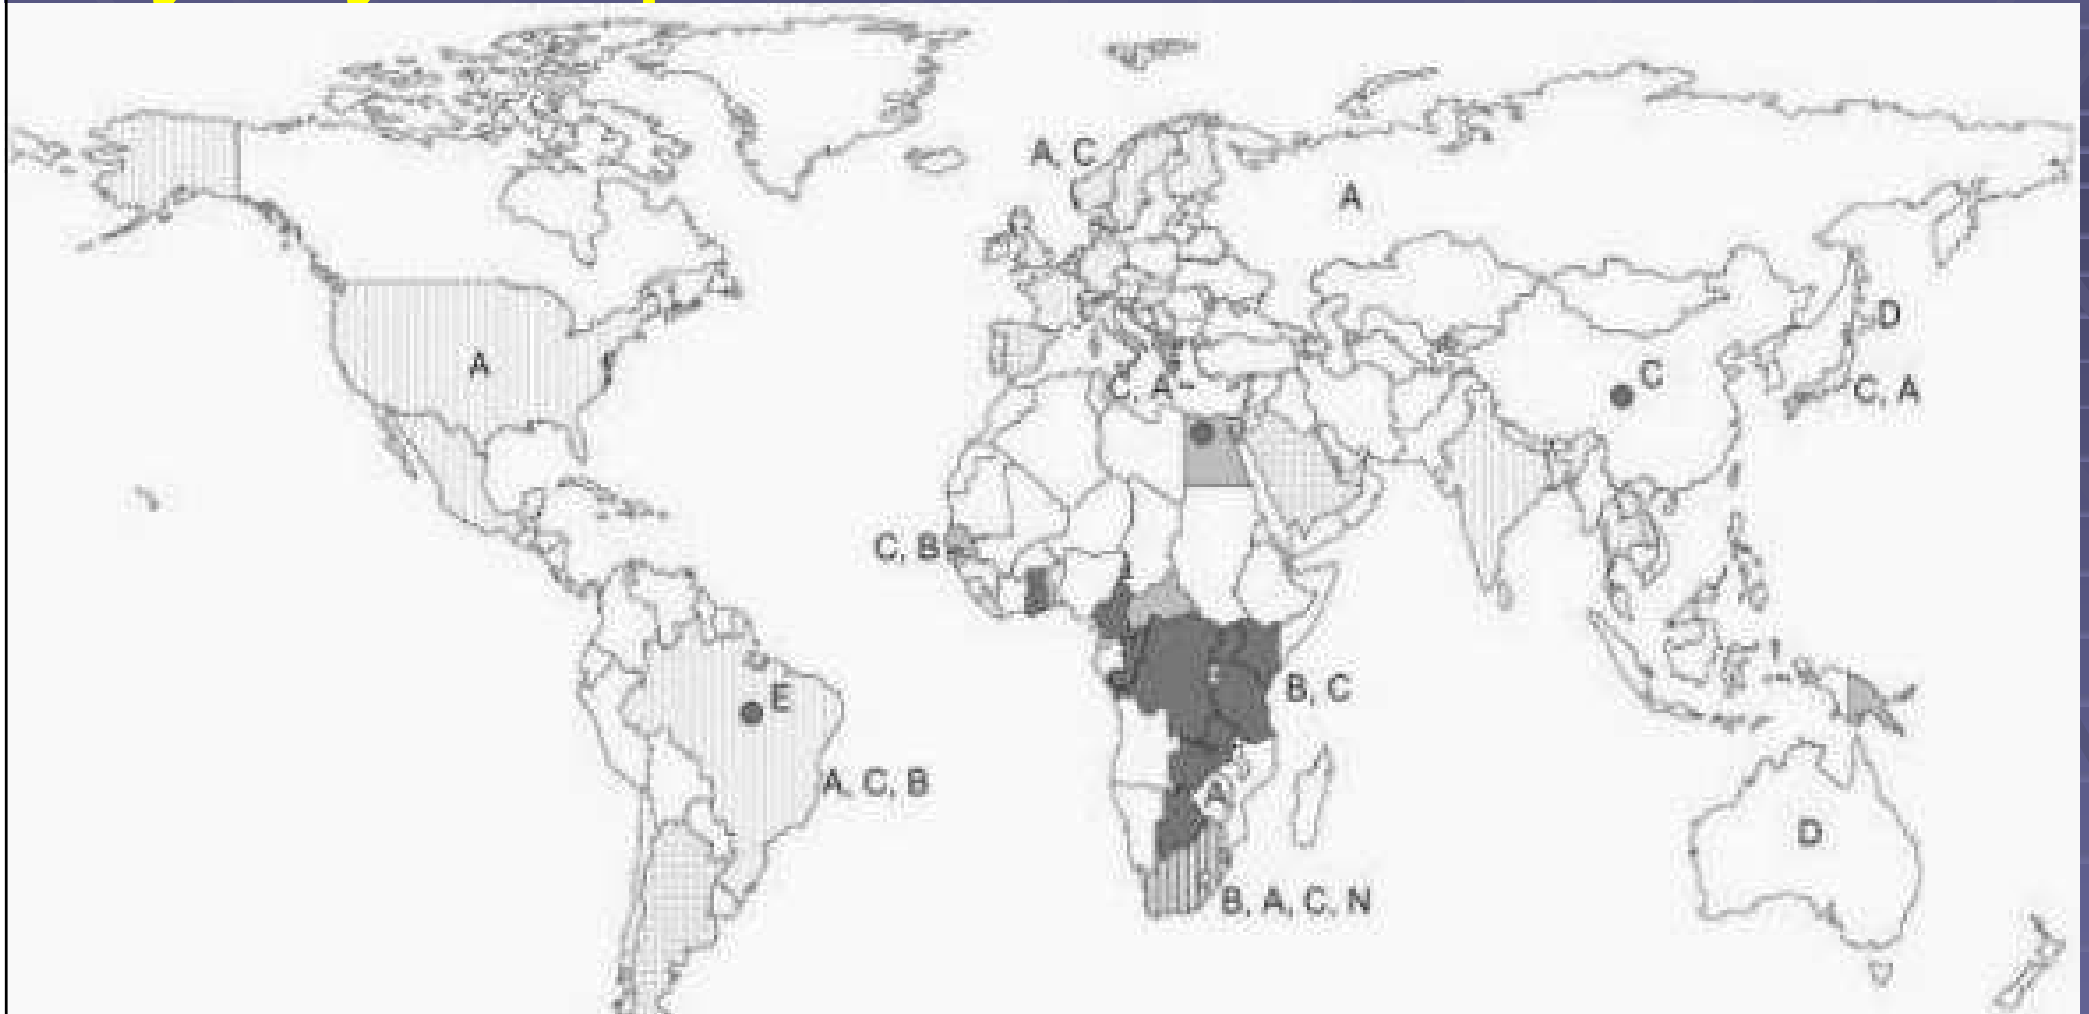 A, C
A
D
A
C
C, A
C, A
C, B
B, C
E
A, C, B
A
D
B, A, C, N